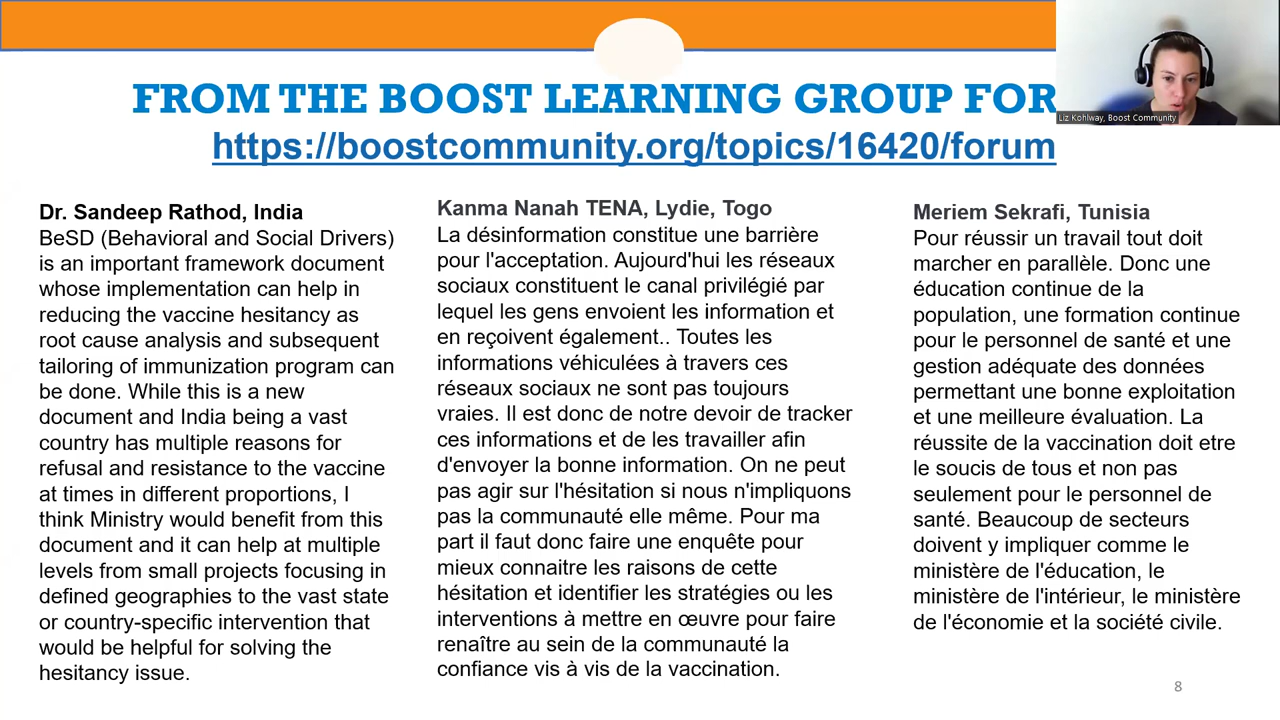 FROM THE BOOST LEARNING GROUP FOR
https://boostcommunity.org/topics/16420/forum
Liz Kohlway, Boost Community
Dr. Sandeep Rathod, India
BeSD (Behavioral and Social Drivers)
is an important framework document
whose implementation can help in
reducing the vaccine hesitancy as
root cause analysis and subsequent
tailoring of immunization program can
be done. While this is a new
document and India being a vast
country has multiple reasons for
refusal and resistance to the vaccine
at times in different proportions, I
think Ministry would benefit from this
document and it can help at multiple
levels from small projects focusing in
defined geographies to the vast state
or country-specific intervention that
would be helpful for solving the
hesitancy issue.
Kanma Nanah TENA, Lydie, Togo
La désinformation constitue une barrière
pour l'acceptation. Aujourd'hui les réseaux
sociaux constituent le canal privilégié par
lequel les gens envoient les information et
en reçoivent également.. Toutes les
informations véhiculées à travers ces
réseaux sociaux ne sont pas toujours
vraies. Il est donc de notre devoir de tracker
ces informations et de les travailler afin
d'envoyer la bonne information. On ne peut
pas agir sur l'hésitation si nous n'impliquons
pas la communauté elle même. Pour ma
part il faut donc faire une enquête pour
mieux connaitre les raisons de cette
hésitation et identifier les stratégies ou les
interventions à mettre en œuvre pour faire
renaître au sein de la communauté la
confiance vis à vis de la vaccination.
Meriem Sekrafi, Tunisia
Pour réussir un travail tout doit
marcher en parallèle. Donc une
éducation continue de la
population, une formation continue
pour le personnel de santé et une
gestion adéquate des données
permettant une bonne exploitation
et une meilleure évaluation. La
réussite de la vaccination doit etre
le soucis de tous et non pas
seulement pour le personnel de
santé. Beaucoup de secteurs
doivent y impliquer comme le
ministère de l'éducation, le
ministère de l'intérieur, le ministère
de l'économie et la société civile.
8